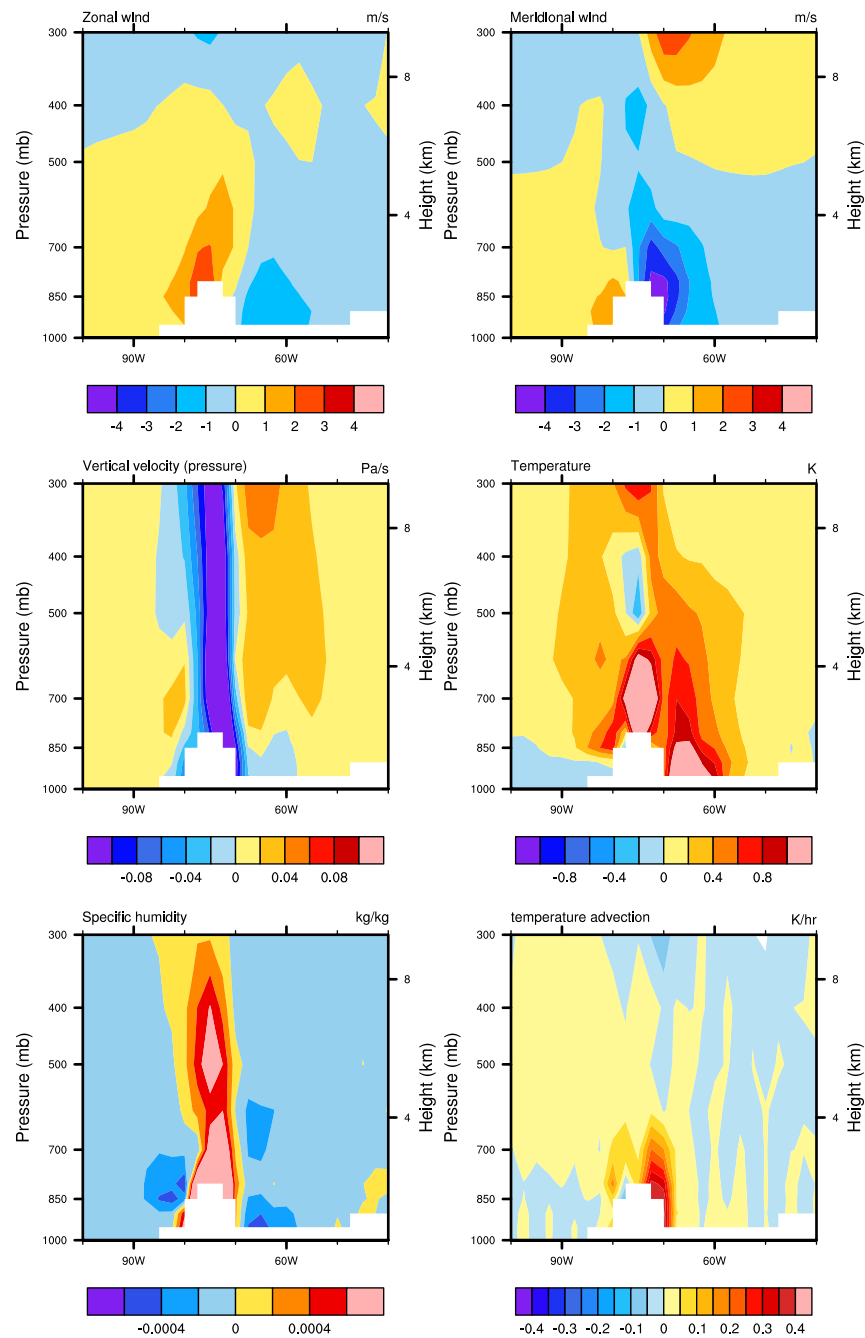 Zonal wind m/s
300
400
500
700
850
1000
Pressure (mb)
8
4
Height (km)
90W 60W
-4 -3 -2 -1 0 1 2 3 4
Meridional wind m/s
300
400
500
700
850
1000
Pressure (mb)
8
4
Height (km)
90W 60W
-4 -3 -2 -1 0 1 2 3 4
Vertical velocity (pressure) Pa/s
300
400
500
700
850
1000
Pressure (mb)
8
4
Height (km)
90W 60W
-0.08 -0.04 0 0.04 0.08
Temperature K
300
400
500
700
850
1000
Pressure (mb)
8
4
Height (km)
90W 60W
-0.8 -0.4 0 0.4 0.8
Specific humidity kg/kg
300
400
500
700
850
1000
Pressure (mb)
8
4
Height (km)
90W 60W
-0.0004 0 0.0004
temperature advection K/hr
300
400
500
700
850
1000
Pressure (mb)
8
4
Height (km)
90W 60W
-0.4 -0.3 -0.2 -0.1 0 0.1 0.2 0.3 0.4